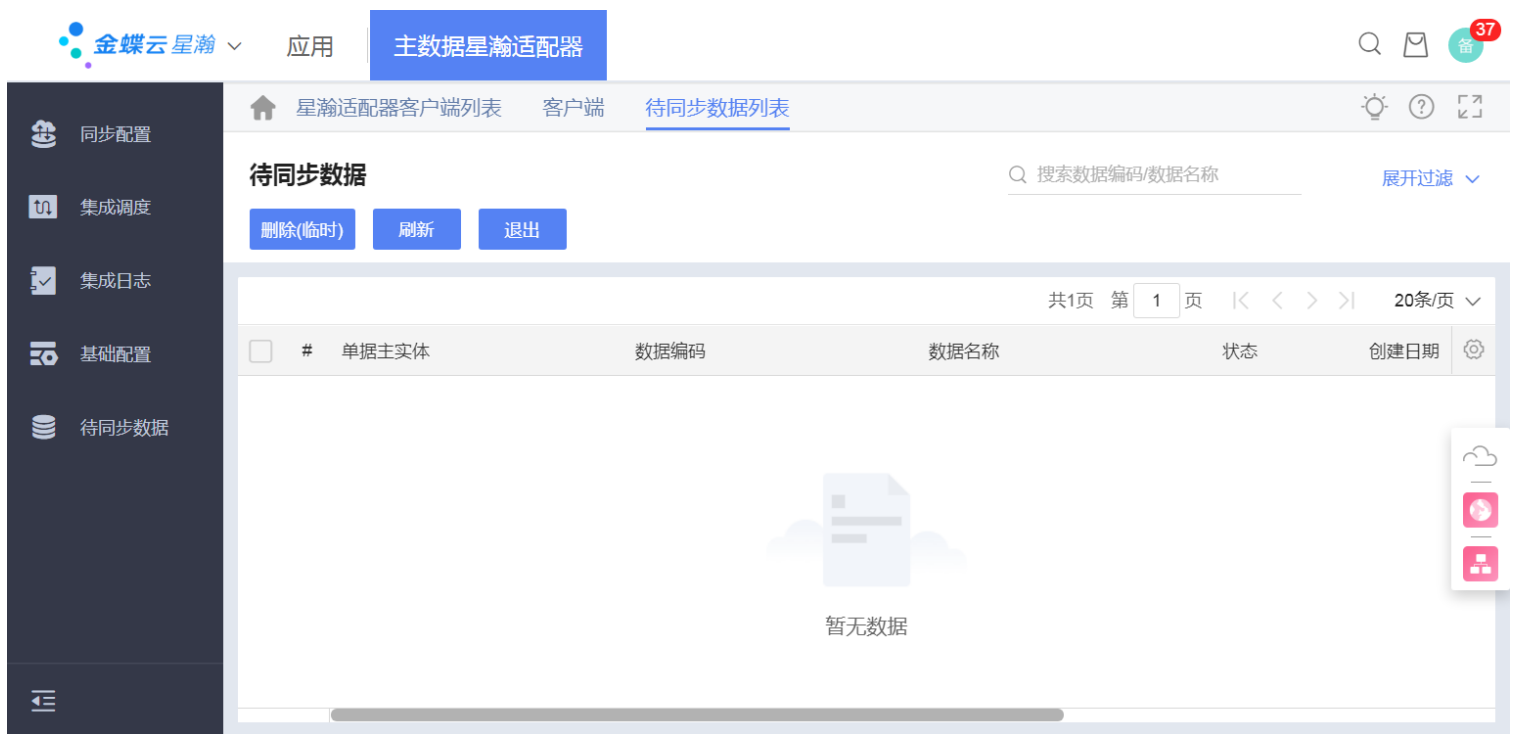 金蝶云 星瀚 应用 主数据星瀚适配器 备 37
星瀚适配器客户端列表 客户端 待同步数据列表
同步配置
集成调度
集成日志
基础配置
待同步数据
待同步数据 搜索数据编码/数据名称 展开过滤
删除(临时) 刷新 退出
共1页 第 1 页 20条/页
# 单据主实体 数据编码 数据名称 状态 创建日期
暂无数据